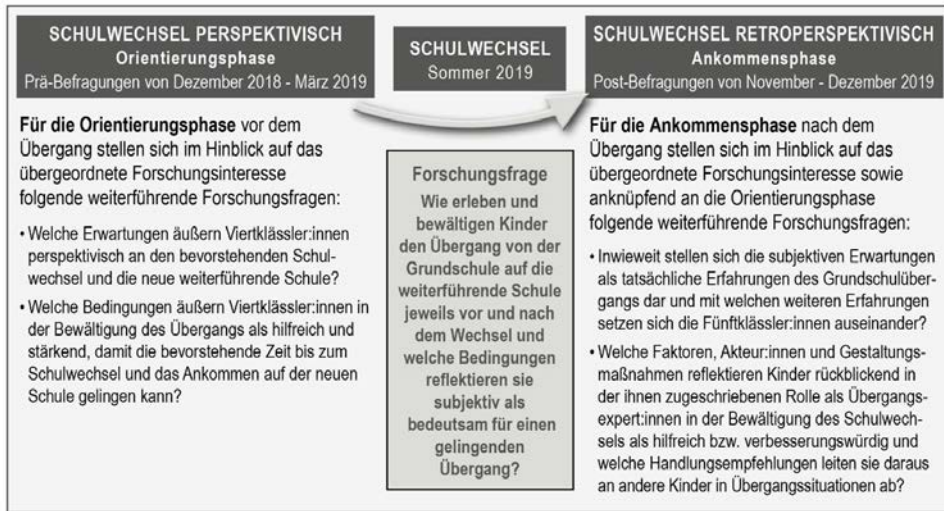 SCHULWECHSEL PERSPEKTIVISCH
Orientierungsphase
Prä-Befragungen von Dezember 2018 - März 2019
Für die Orientierungsphase vor dem
Übergang stellen sich im Hinblick auf das
übergeordnete Forschungsinteresse
folgende weiterführende Forschungsfragen:
• Welche Erwartungen äußern Viertklässler:innen
perspektivisch an den bevorstehenden Schul-
wechsel und die neue weiterführende Schule?
• Welche Bedingungen äußern Viertklässler:innen in
der Bewältigung des Übergangs als hilfreich und
stärkend, damit die bevorstehende Zeit bis zum
Schulwechsel und das Ankommen auf der neuen
Schule gelingen kann?
SCHULWECHSEL
Sommer 2019
Forschungsfrage
Wie erleben und
bewältigen Kinder
den Übergang von der
Grundschule auf die
weiterführende Schule
jeweils vor und nach
dem Wechsel und
welche Bedingungen
reflektieren sie
subjektiv als
bedeutsam für einen
gelingenden
Übergang?
SCHULWECHSEL RETROPERSPEKTIVISCH
Ankommensphase
Post-Befragungen von November - Dezember 2019
Für die Ankommensphase nach dem
Übergang stellen sich im Hinblick auf das
übergeordnete Forschungsinteresse sowie
anknüpfend an die Orientierungsphase
folgende weiterführende Forschungsfragen:
• Inwieweit stellen sich die subjektiven Erwartungen
als tatsächliche Erfahrungen des Grundschulüber-
gangs dar und mit welchen weiteren Erfahrungen
setzen sich die Fünftklässler:innen auseinander?
• Welche Faktoren, Akteur:innen und Gestaltungs-
maßnahmen reflektieren Kinder rückblickend in
der ihnen zugeschriebenen Rolle als Übergangs-
expert:innen in der Bewältigung des Schulwech-
sels als hilfreich bzw. verbesserungswürdig und
welche Handlungsempfehlungen leiten sie daraus
an andere Kinder in Übergangssituationen ab?